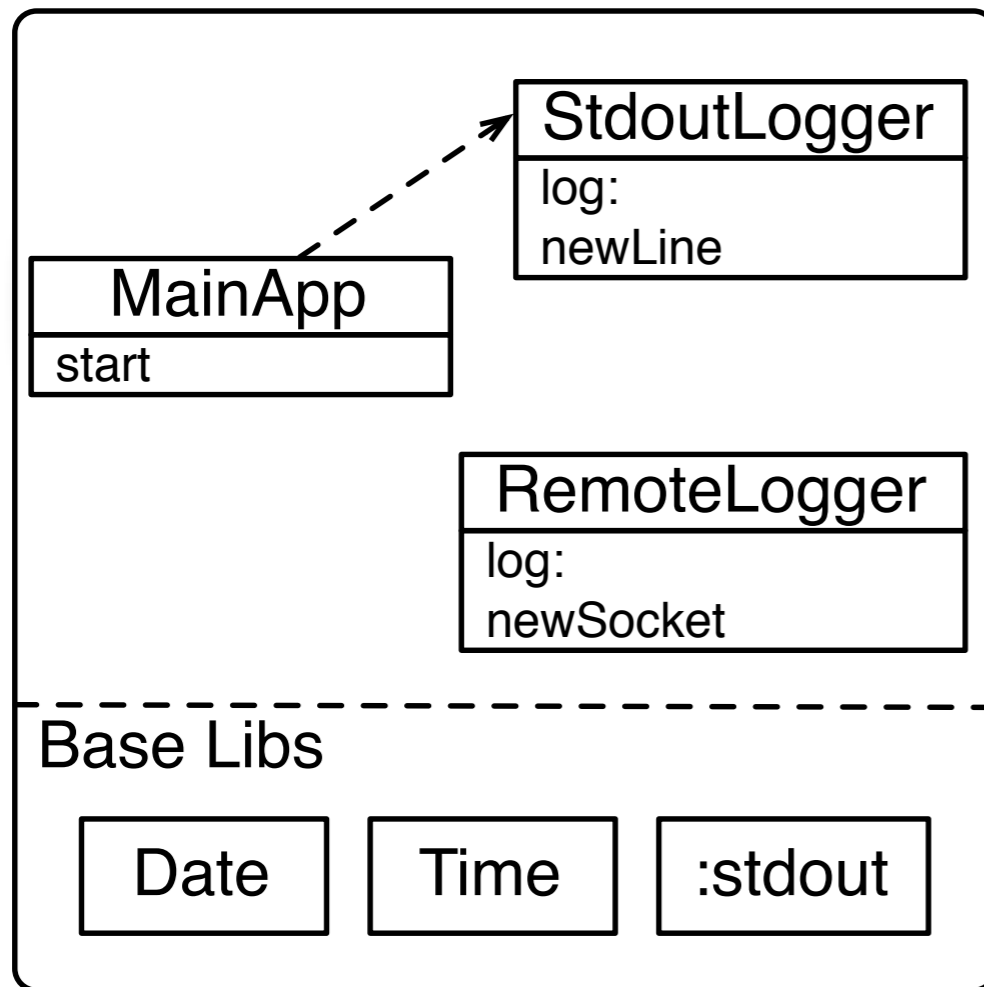 StdoutLogger
log:
newLine
MainApp
start
RemoteLogger
log:
newSocket
Base Libs
Date
Time
:stdout